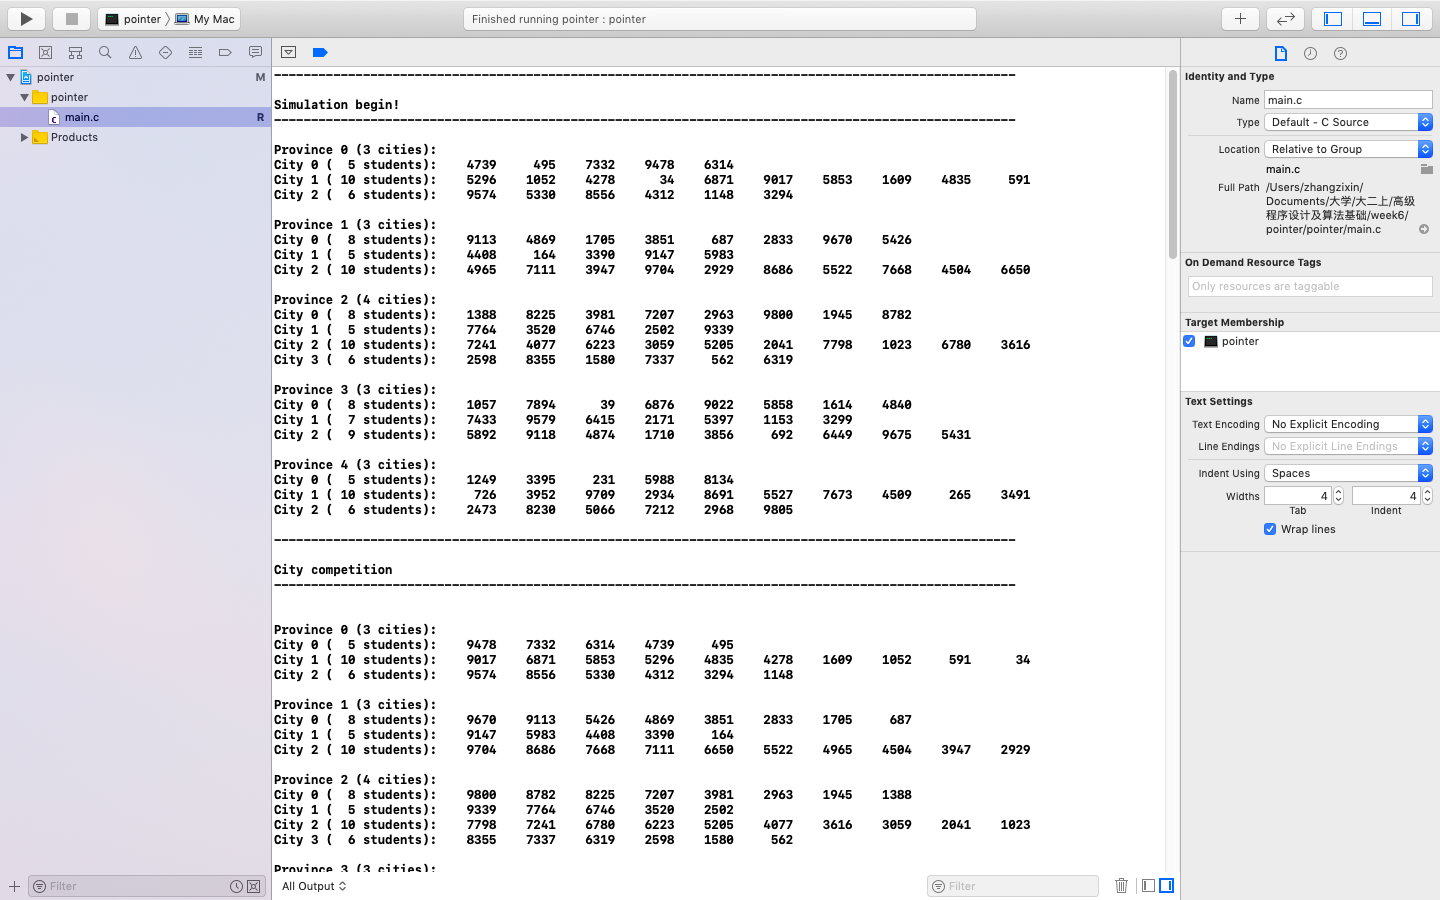 pointer 〉 My Mac
Finished running pointer : pointer
pointer M
pointer
main.c R
Products
Filter
--------------------------------------------------------------------------------------------------
Simulation begin!
--------------------------------------------------------------------------------------------------
Province 0 (3 cities):
City 0 (  5 students):    4739    495   7332   9478   6314
City 1 ( 10 students):    5296   1052   4278     34   6871   9017   5853   1609   4835    591
City 2 (  6 students):    9574   5330   8556   4312   1148   3294
Province 1 (3 cities):
City 0 (  8 students):    9113   4869   1705   3851    687   2833   9670   5426
City 1 (  5 students):    4408    164   3390   9147   5983
City 2 ( 10 students):    4965   7111   3947   9704   2929   8686   5522   7668   4504   6650
Province 2 (4 cities):
City 0 (  8 students):    1388   8225   3981   7207   2963   9800   1945   8782
City 1 (  5 students):    7764   3520   6746   2502   9339
City 2 ( 10 students):    7241   4077   6223   3059   5205   2041   7798   1023   6780   3616
City 3 (  6 students):    2598   8355   1580   7337    562   6319
Province 3 (3 cities):
City 0 (  8 students):    1057   7894     39   6876   9022   5858   1614   4840
City 1 (  7 students):    7433   9579   6415   2171   5397   1153   3299
City 2 (  9 students):    5892   9118   4874   1710   3856    692   6449   9675   5431
Province 4 (3 cities):
City 0 (  5 students):    1249   3395    231   5988   8134
City 1 ( 10 students):     726   3952   9709   2934   8691   5527   7673   4509    265   3491
City 2 (  6 students):    2473   8230   5066   7212   2968   9805
--------------------------------------------------------------------------------------------------
City competition
--------------------------------------------------------------------------------------------------
Province 0 (3 cities):
City 0 (  5 students):    9478   7332   6314   4739    495
City 1 ( 10 students):    9017   6871   5853   5296   4835   4278   1609   1052    591     34
City 2 (  6 students):    9574   8556   5330   4312   3294   1148
Province 1 (3 cities):
City 0 (  8 students):    9670   9113   5426   4869   3851   2833   1705    687
City 1 (  5 students):    9147   5983   4408   3390    164
City 2 ( 10 students):    9704   8686   7668   7111   6650   5522   4965   4504   3947   2929
Province 2 (4 cities):
City 0 (  8 students):    9800   8782   8225   7207   3981   2963   1945   1388
City 1 (  5 students):    9339   7764   6746   3520   2502
City 2 ( 10 students):    7798   7241   6780   6223   5205   4077   3616   3059   2041   1023
City 3 (  6 students):    8355   7337   6319   2598   1580    562
Province 3 (3 cities):
All Output
Filter
Identity and Type
Name main.c
Type Default - C Source
Location Relative to Group
main.c
Full Path /Users/zhangzixin/
Documents/大学/大二上/高级
程序设计及算法基础/week6/
pointer/pointer/main.c
On Demand Resource Tags
Only resources are taggable
Target Membership
pointer
Text Settings
Text Encoding No Explicit Encoding
Line Endings No Explicit Line Endings
Indent Using Spaces
Widths 4 4
Tab Indent
Wrap lines